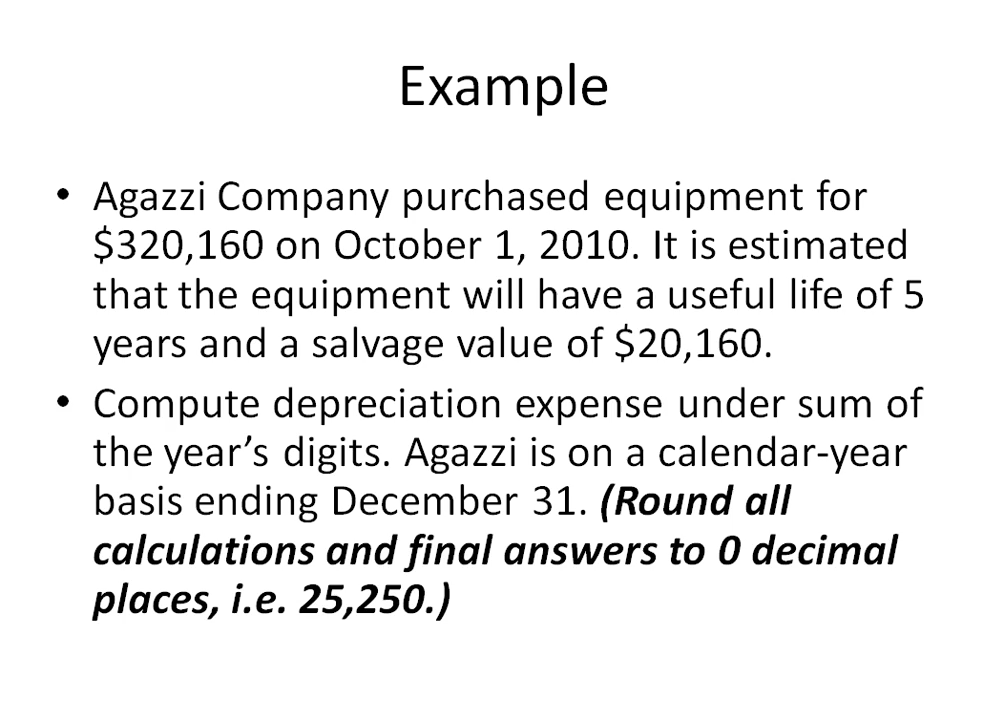 Example
• Agazzi Company purchased equipment for
$320,160 on October 1, 2010. It is estimated
that the equipment will have a useful life of 5
years and a salvage value of $20,160.
• Compute depreciation expense under sum of
the year’s digits. Agazzi is on a calendar-year
basis ending December 31. (Round all
calculations and final answers to 0 decimal
places, i.e. 25,250.)